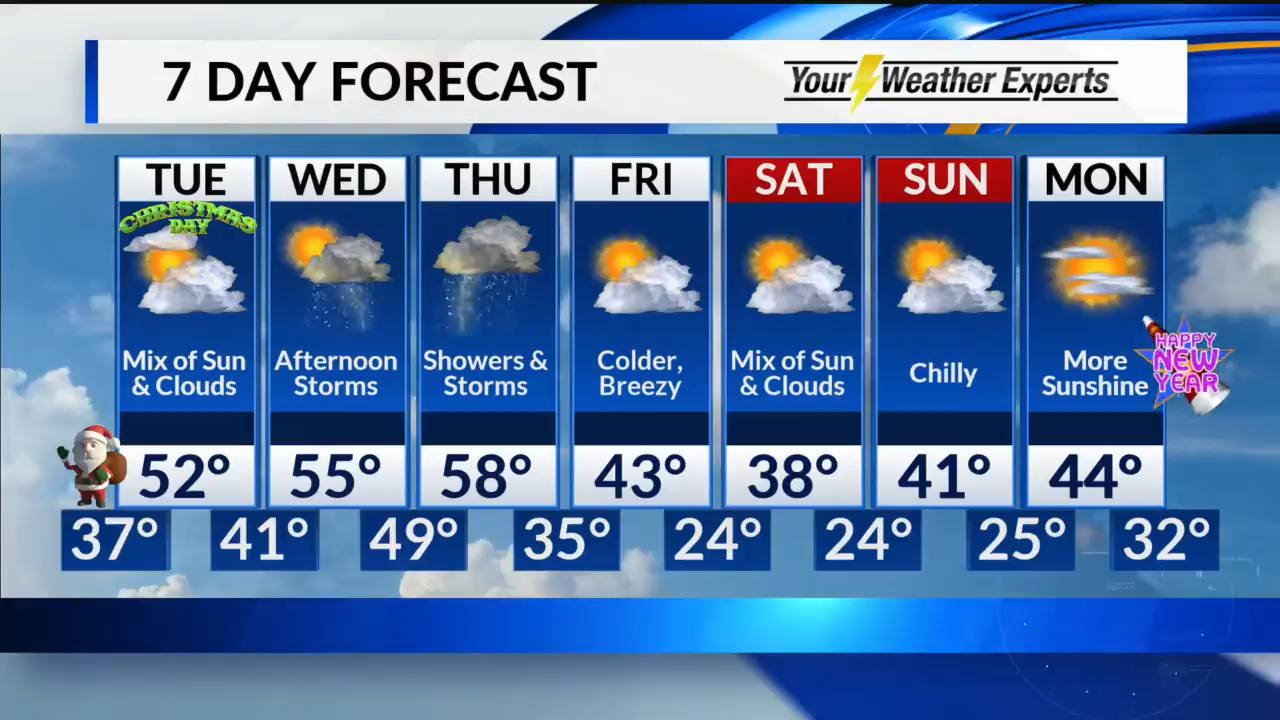 7 DAY FORECAST
Your Weather Experts
TUE WED THU FRI SAT SUN MON
CHRISTMAS
DAY
Mix of Sun
& Clouds
Afternoon
Storms
Showers &
Storms
Colder,
Breezy
Mix of Sun
& Clouds
Chilly
More
Sunshine
HAPPY
NEW
YEAR
52° 55° 58° 43° 38° 41° 44°
37° 41° 49° 35° 24° 24° 25° 32°